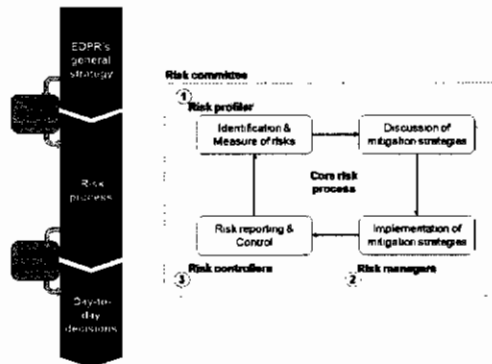 EDPR's
general
strategy
Risk
process
Day-to-
day
decisions
Risk committee
1
Risk profiler
Identification &
Measure of risks
Discussion of
mitigation strategies
Core risk
process
Risk reporting &
Control
Implementation of
mitigation strategies
3
Risk controllers
2
Risk managers